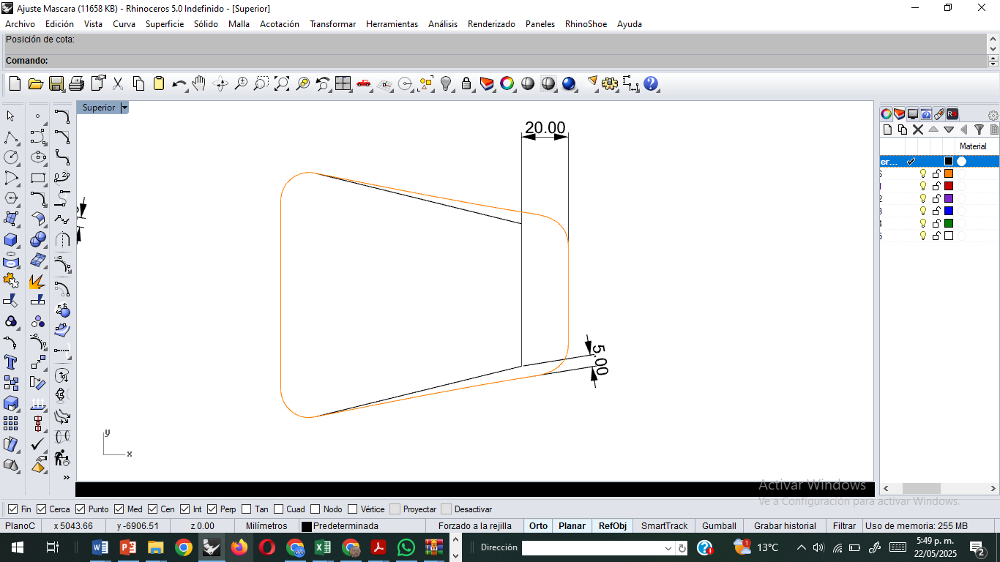 Ajuste Mascara (11658 KB) - Rhinoceros 5.0 Indefinido - [Superior]
Archivo Edición Vista Curva Superficie Sólido Malla Acotación Transformar Herramientas Análisis Renderizado Paneles RhinoShoe Ayuda
Posición de cota:
Comando:
Superior
20.00
Material
er...
5.00
y
x
Activar Windows
Ve a Configuración para activar Windows.
Fin Cerca Punto Med Cen Int Perp Tan Cuad Nodo Vértice Proyectar Desactivar
PlanoC x 5043.66 y -6906.51 z 0.00 Milímetros Predeterminada Forzado a la rejilla Orto Planar RefObj SmartTrack Gumball Grabar historial Filtrar Uso de memoria: 255 MB
Dirección 13°C 5:49 p. m.
22/05/2025